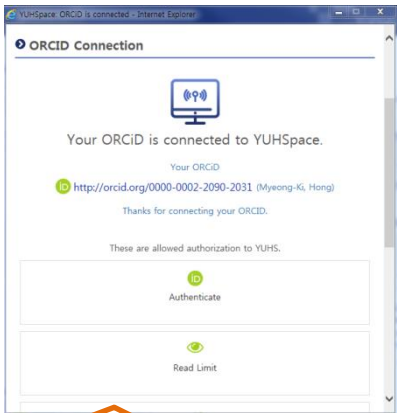 YUHSpace: ORCID is connected - Internet Explorer
ORCID Connection
Your ORCiD is connected to YUHSpace.
Your ORCiD
iD http://orcid.org/0000-0002-2090-2031 (Myeong-Ki, Hong)
Thanks for connecting your ORCID.
These are allowed authorization to YUHS.
iD
Authenticate
Read Limit